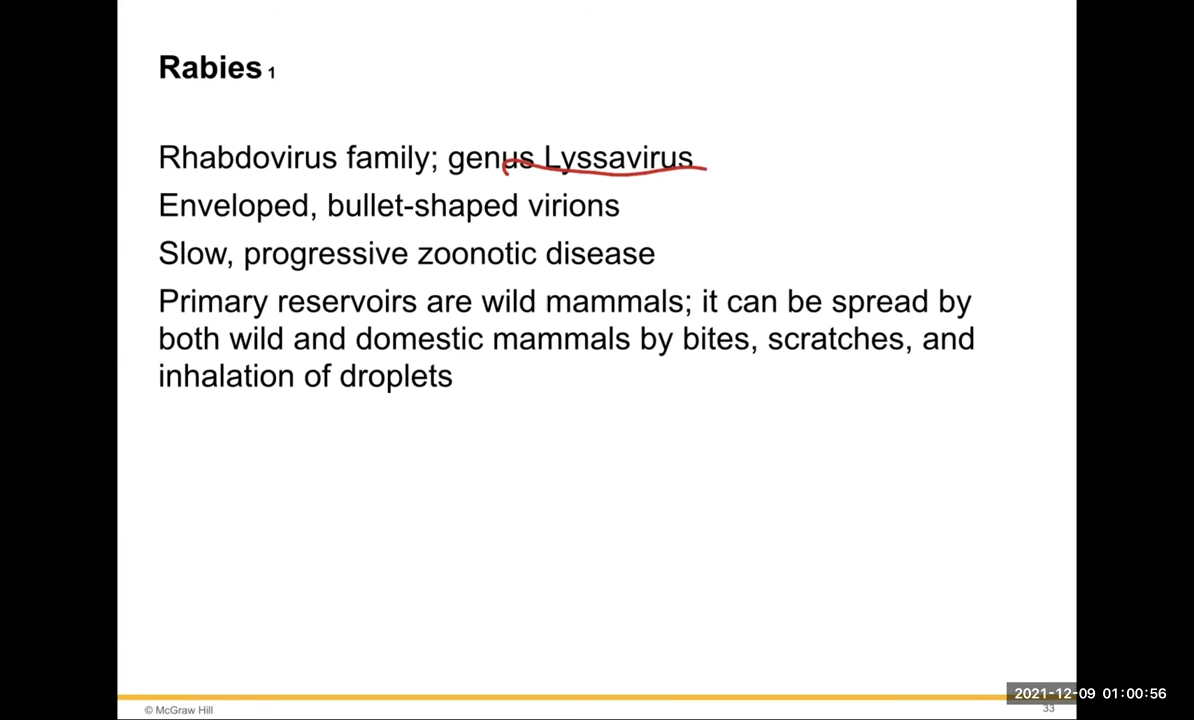 Rabies 1
Rhabdovirus family; genus Lyssavirus
Enveloped, bullet-shaped virions
Slow, progressive zoonotic disease
Primary reservoirs are wild mammals; it can be spread by
both wild and domestic mammals by bites, scratches, and
inhalation of droplets
2021-12-09 01:00:56
© McGraw Hill
33